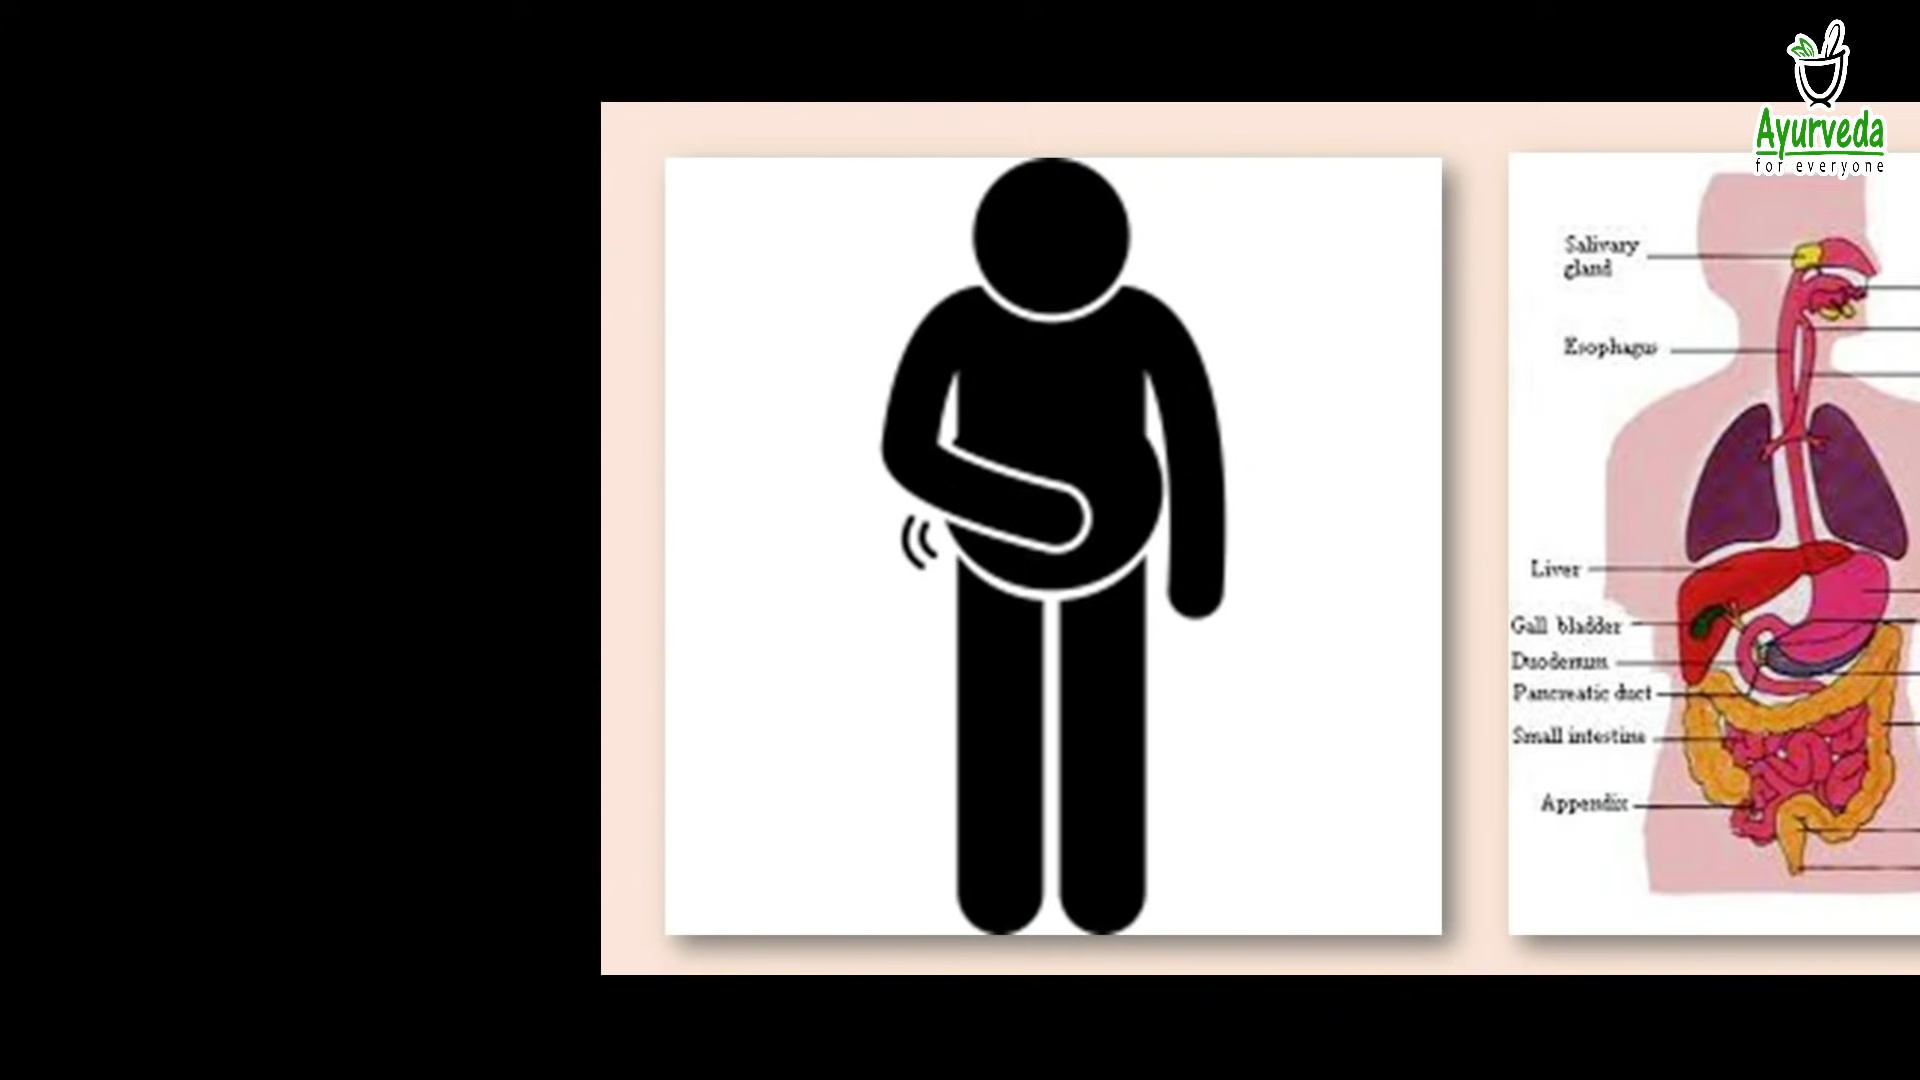 Ayurveda
for everyone
Salivary
gland
Esophagus
Liver
Gall bladder
Duodenum
Pancreatic duct
Small intestine
Appendix